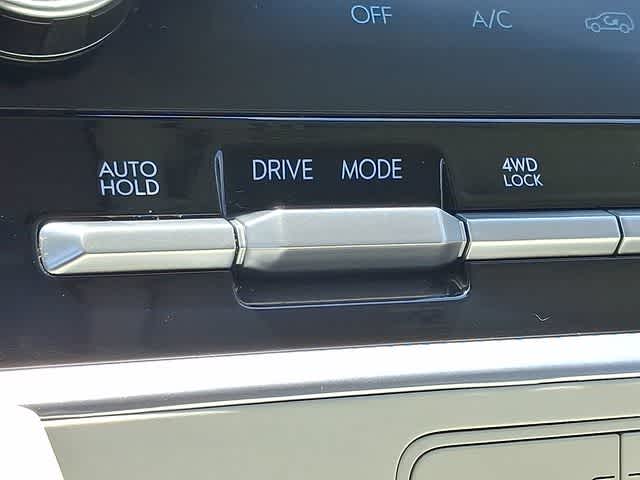 OFF A/C
AUTO HOLD DRIVE MODE 4WD LOCK